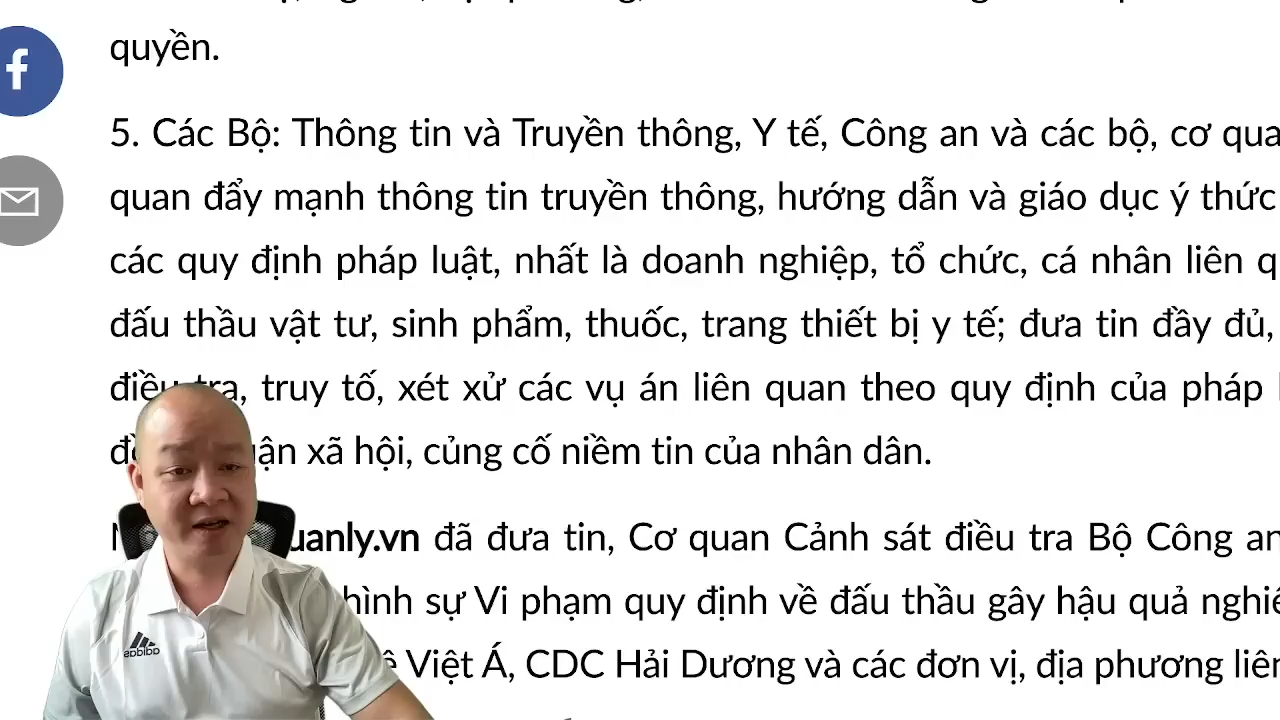 quyền.
5. Các Bộ: Thông tin và Truyền thông, Y tế, Công an và các bộ, cơ
quan đẩy mạnh thông tin truyền thông, hướng dẫn và giáo dục ý thức
các quy định pháp luật, nhất là doanh nghiệp, tổ chức, cá nhân liên
đấu thầu vật tư, sinh phẩm, thuốc, trang thiết bị y tế; đưa tin đầy đủ,
điều tra, truy tố, xét xử các vụ án liên quan theo quy định của pháp
xã hội, củng cố niềm tin của nhân dân.
uanly.vn đã đưa tin, Cơ quan Cảnh sát điều tra Bộ Công an
hình sự Vi phạm quy định về đấu thầu gây hậu quả
Việt Á, CDC Hải Dương và các đơn vị, địa phương
adidas